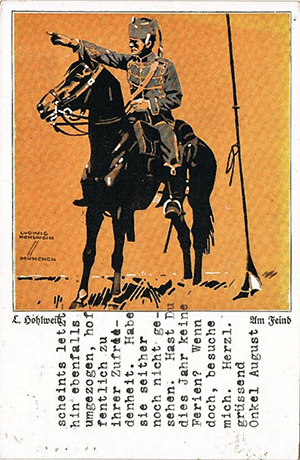 LUDWIG
HOHLWEIN
MÜNCHEN
L. Hohlwein
Am Feind
scheints letzt
hin ebenfalls
umgezogen, hof
fentlich zu
ihrer Zufrie-
denheit. Habe
sie seither
noch nicht ge-
sehen. Hast Du
dies Jahr keine
Ferien? Wenn
doch, besuche
mich. Herzl.
grüssend
Onkel August